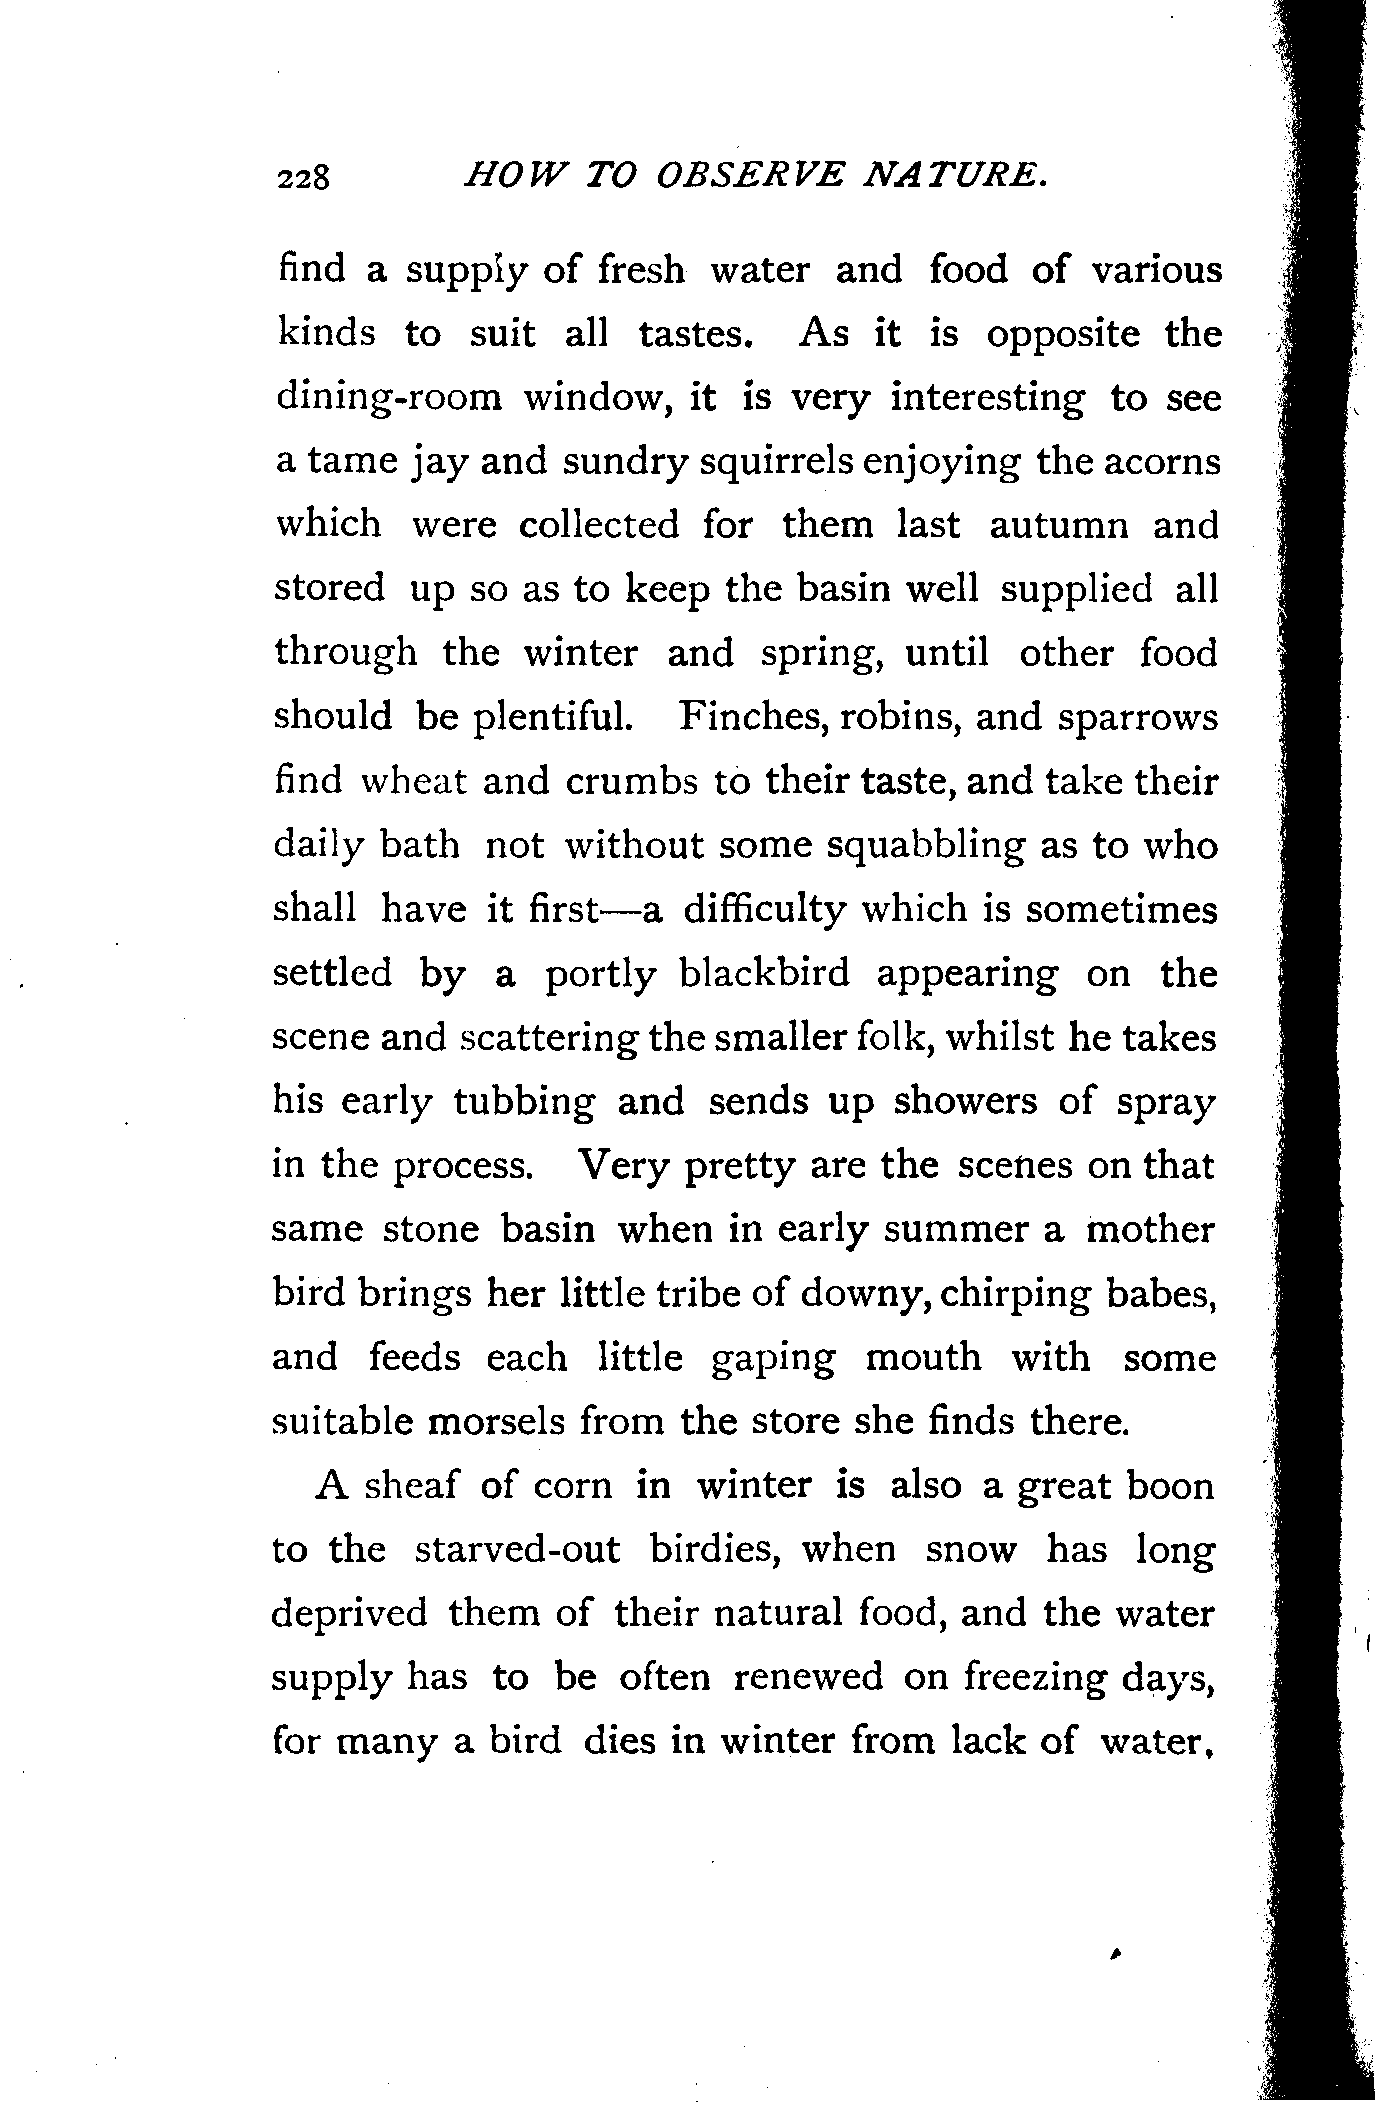 228 HOW TO OBSERVE NATURE.
find a supply of fresh water and food of various
kinds to suit all tastes. As it is opposite the
dining-room window, it is very interesting to see
a tame jay and sundry squirrels enjoying the acorns
which were collected for them last autumn and
stored up so as to keep the basin well supplied all
through the winter and spring, until other food
should be plentiful. Finches, robins, and sparrows
find wheat and crumbs to their taste, and take their
daily bath not without some squabbling as to who
shall have it first—a difficulty which is sometimes
settled by a portly blackbird appearing on the
scene and scattering the smaller folk, whilst he takes
his early tubbing and sends up showers of spray
in the process. Very pretty are the scenes on that
same stone basin when in early summer a mother
bird brings her little tribe of downy, chirping babes,
and feeds each little gaping mouth with some
suitable morsels from the store she finds there.
A sheaf of corn in winter is also a great boon
to the starved-out birdies, when snow has long
deprived them of their natural food, and the water
supply has to be often renewed on freezing days,
for many a bird dies in winter from lack of water,